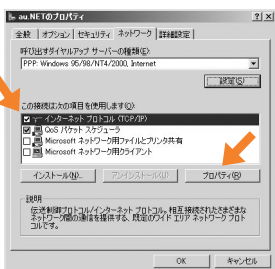 au.NETのプロパティ
全般 オプション セキュリティ ネットワーク 詳細設定
呼び出すダイヤルアップ サーバーの種類(E):
PPP: Windows 95/98/NT4/2000, Internet
設定(S)
この接続は次の項目を使用します(O):
インターネット プロトコル (TCP/IP)
QoS パケット スケジューラ
Microsoft ネットワーク用ファイルとプリンタ共有
Microsoft ネットワーク用クライアント
インストール(N)... アンインストール(U) プロパティ(R)
説明
伝送制御プロトコル/インターネット プロトコル。相互接続されたさまざまな
ネットワーク間の通信を提供する、既定のワイド エリア ネットワーク プロト
コルです。
OK キャンセル